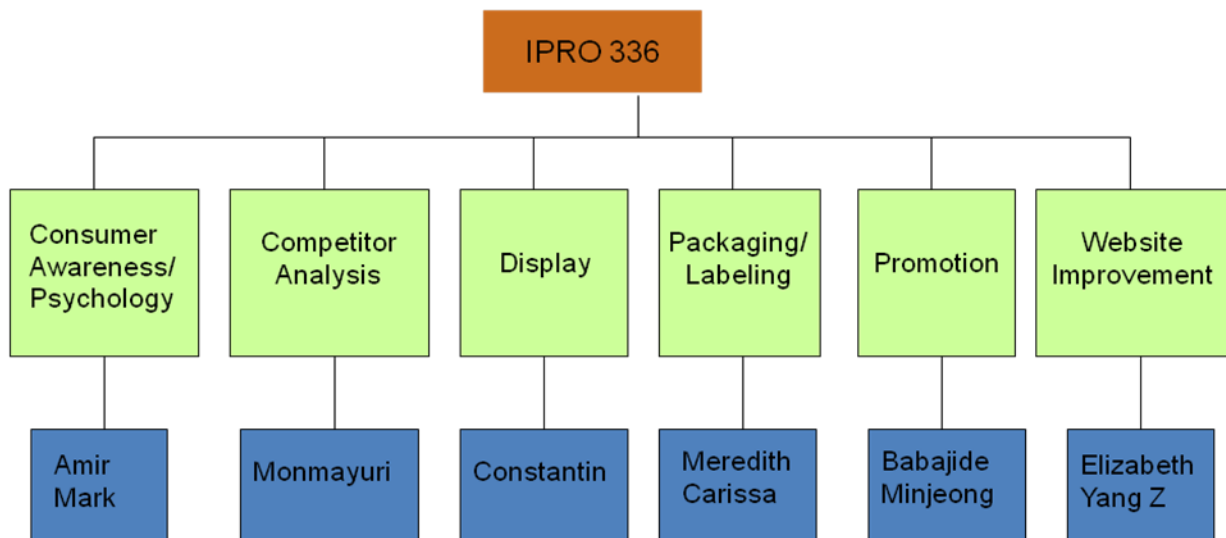 IPRO 336
Consumer
Awareness/
Psychology
Competitor
Analysis
Display
Packaging/
Labeling
Promotion
Website
Improvement
Amir
Mark
Monmayuri
Constantin
Meredith
Carissa
Babajide
Minjeong
Elizabeth
Yang Z